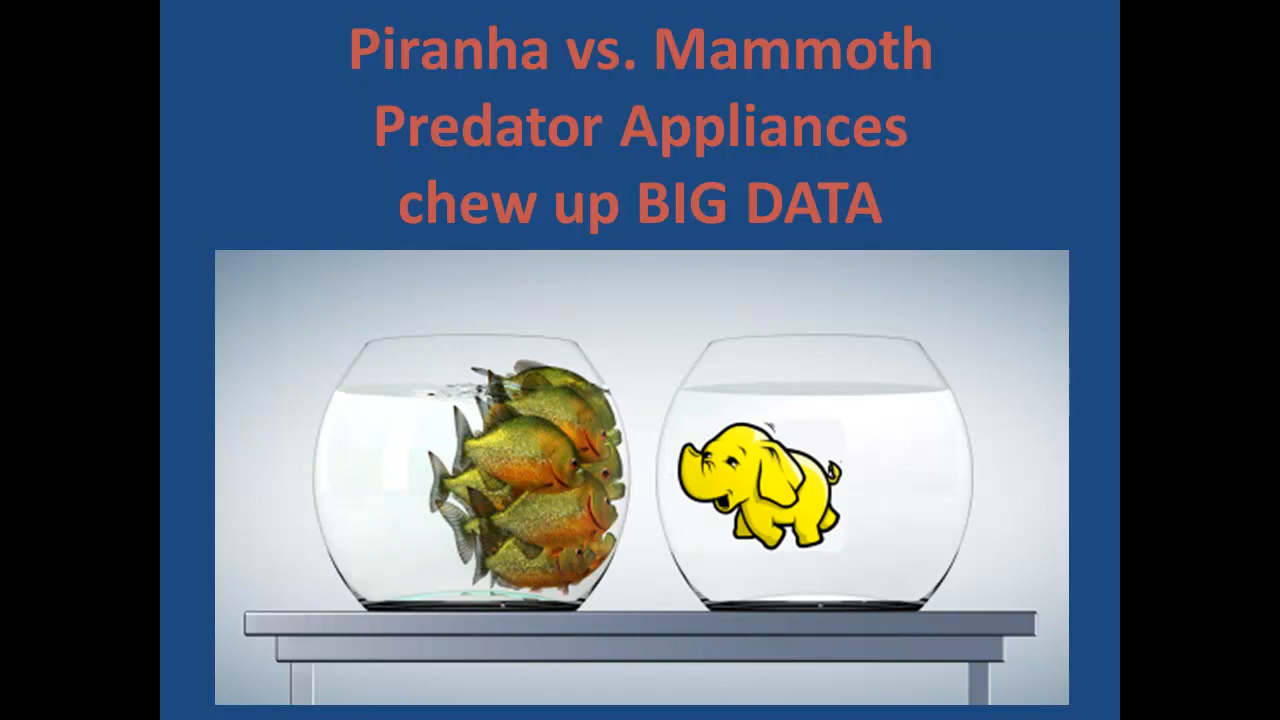 Piranha vs. Mammoth
Predator Appliances
chew up BIG DATA